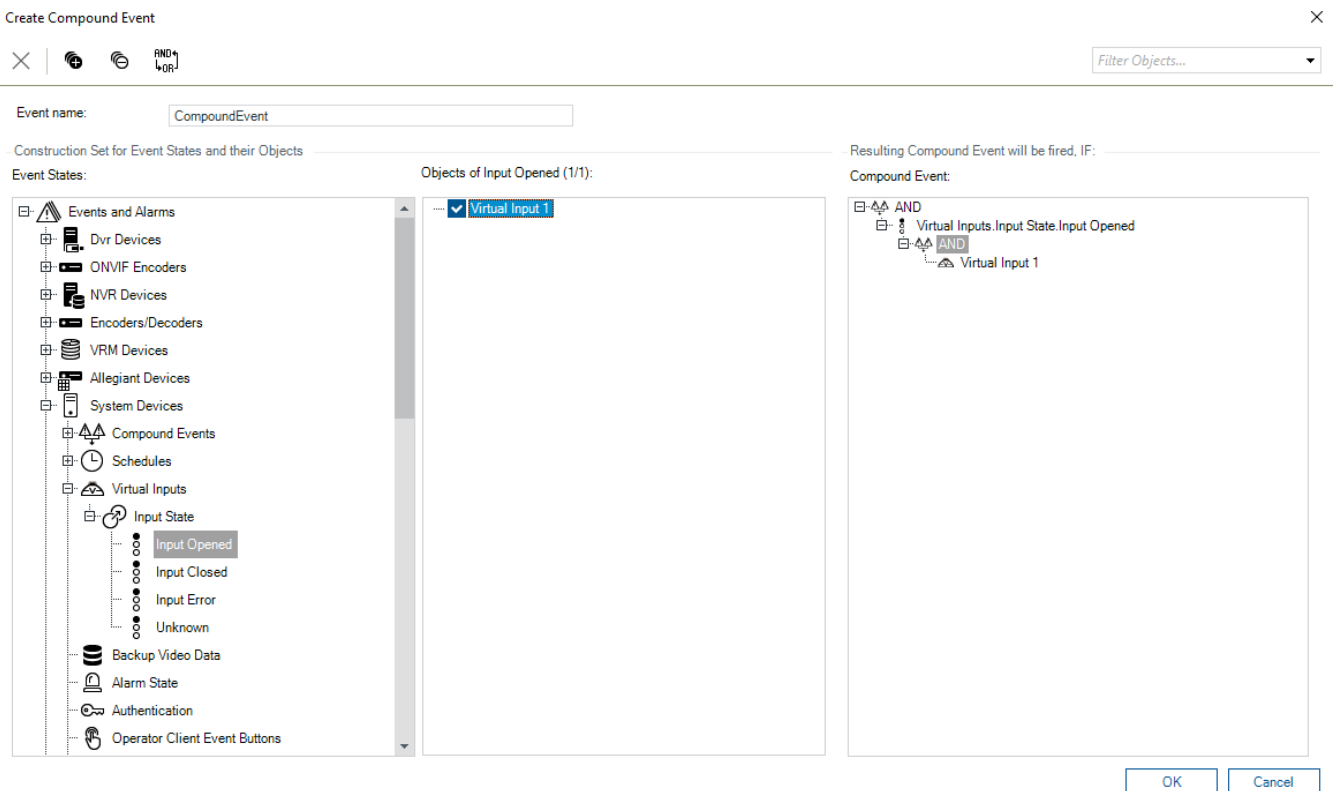 Create Compound Event
AND
OR
Filter Objects...
Event name:
CompoundEvent
Construction Set for Event States and their Objects
Resulting Compound Event will be fired, IF:
Event States:
Objects of Input Opened (1/1):
Compound Event:
Events and Alarms
Dvr Devices
ONVIF Encoders
NVR Devices
Encoders/Decoders
VRM Devices
Allegiant Devices
System Devices
Compound Events
Schedules
Virtual Inputs
Input State
Input Opened
Input Closed
Input Error
Unknown
Backup Video Data
Alarm State
Authentication
Operator Client Event Buttons
Virtual Input 1
AND
Virtual Inputs.Input State.Input Opened
AND
Virtual Input 1
OK
Cancel